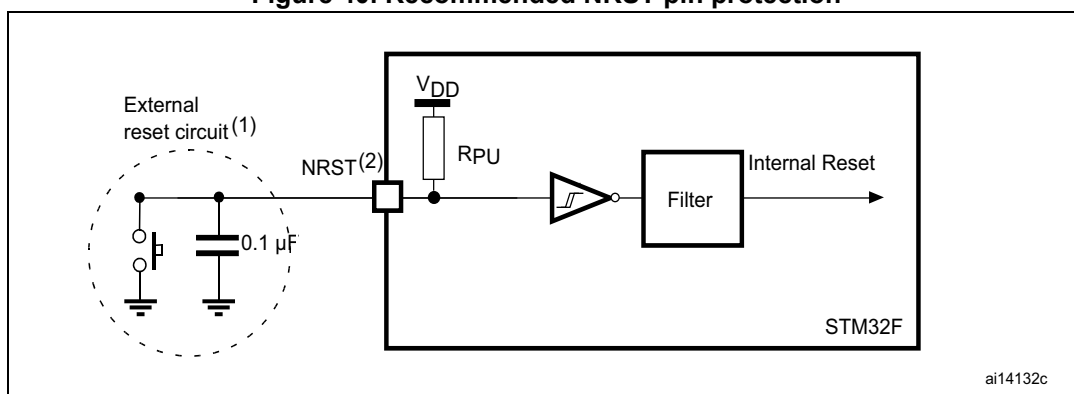 External
reset circuit(1)
NRST(2)
VDD
RPU
0.1 μF
Filter
Internal Reset
STM32F
ai14132c